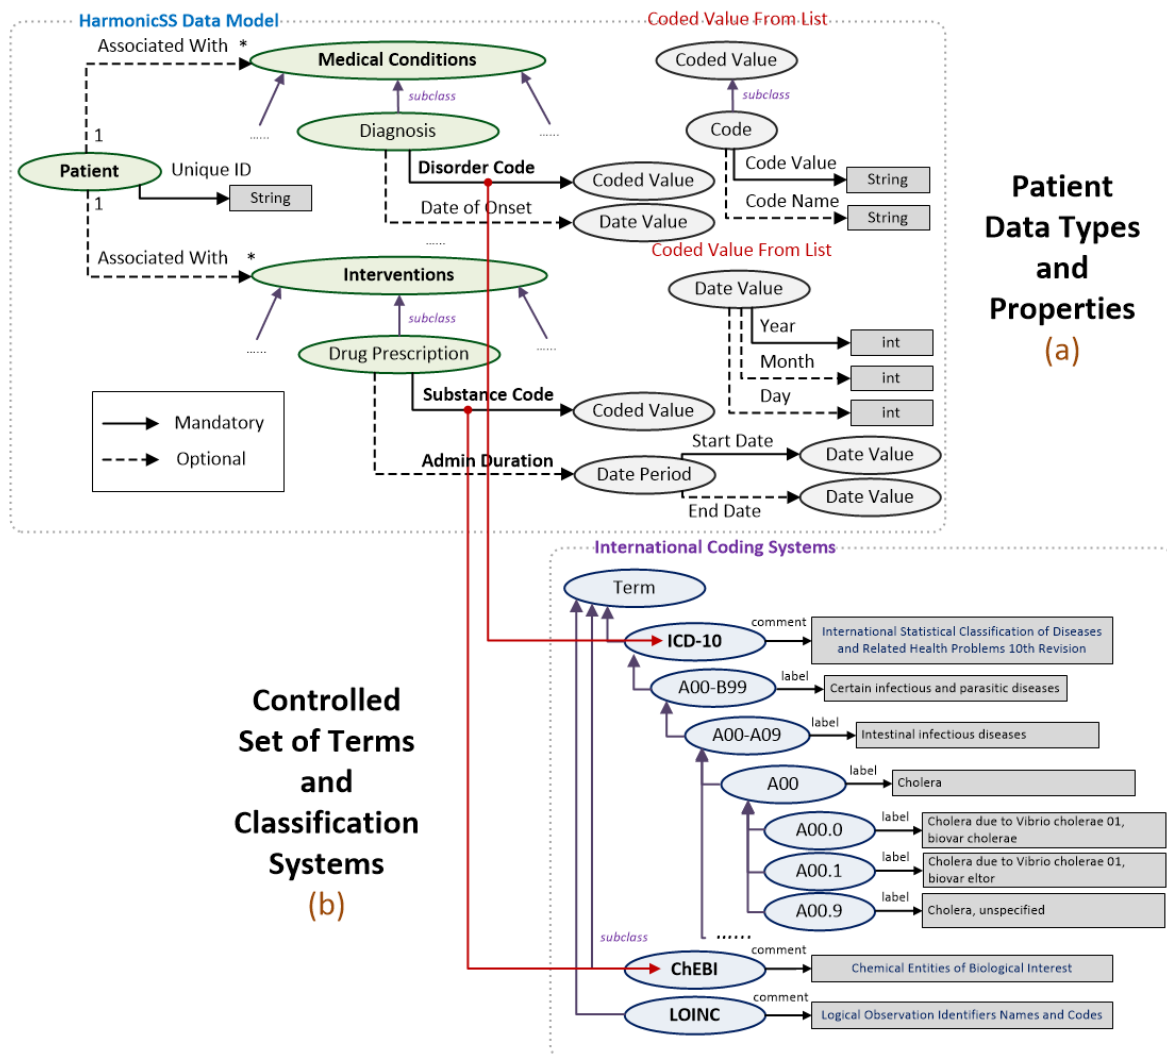 HarmonicSS Data Model
Coded Value From List
Associated With *
Medical Conditions
Coded Value
subclass
subclass
......
Diagnosis
......
Code
1
Disorder Code
Code Value
Patient
Unique ID
String
Coded Value
String
1
Date of Onset
Code Name
Date Value
String
......
Associated With *
Coded Value From List
Interventions
Date Value
subclass
Year
int
......
Drug Prescription
......
Month
int
Day
int
Substance Code
Coded Value
Mandatory
Optional
Start Date
Admin Duration
Date Period
Date Value
End Date
Date Value
Patient
Data Types
and
Properties
(a)
International Coding Systems
Term
ICD-10
comment
International Statistical Classification of Diseases
and Related Health Problems 10th Revision
A00-B99
label
Certain infectious and parasitic diseases
A00-A09
label
Intestinal infectious diseases
A00
label
Cholera
A00.0
label
Cholera due to Vibrio cholerae 01,
biovar cholerae
A00.1
label
Cholera due to Vibrio cholerae 01,
biovar eltor
A00.9
label
Cholera, unspecified
......
subclass
ChEBI
comment
Chemical Entities of Biological Interest
LOINC
comment
Logical Observation Identifiers Names and Codes
Controlled
Set of Terms
and
Classification
Systems
(b)